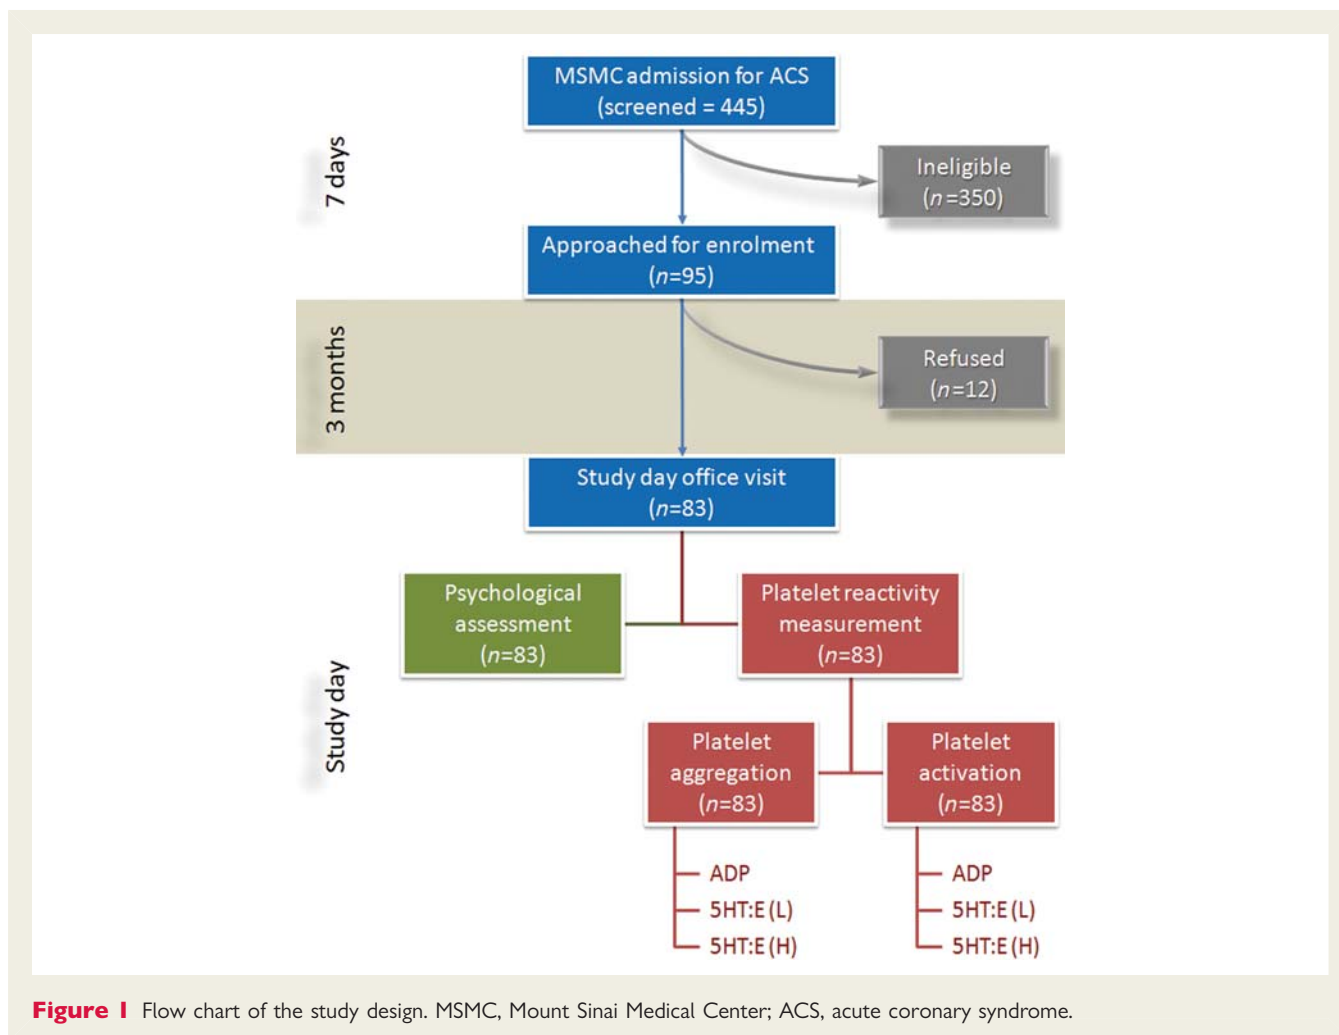 MSMC admission for ACS
(screened = 445)
7 days
Ineligible
(n=350)
Approached for enrolment
(n=95)
3 months
Refused
(n=12)
Study day office visit
(n=83)
Study day
Psychological
assessment
(n=83)
Platelet reactivity
measurement
(n=83)
Platelet
aggregation
(n=83)
Platelet
activation
(n=83)
ADP
5HT:E (L)
5HT:E (H)
ADP
5HT:E (L)
5HT:E (H)
Figure 1 Flow chart of the study design. MSMC, Mount Sinai Medical Center; ACS, acute coronary syndrome.